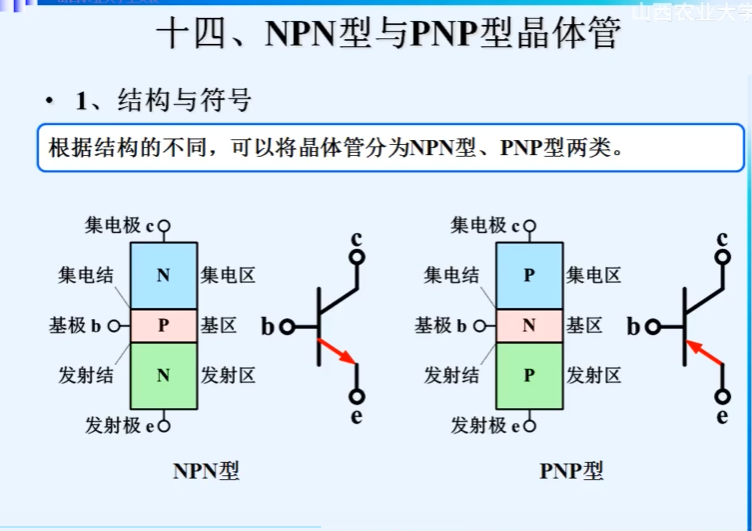 山西农业大学
十四、NPN型与PNP型晶体管
• 1、结构与符号
根据结构的不同，可以将晶体管分为NPN型、PNP型两类。
集电极 c
集电结 N 集电区
基极 b P 基区
发射结 N 发射区
发射极 e
c
b
e
NPN型
集电极 c
集电结 P 集电区
基极 b N 基区
发射结 P 发射区
发射极 e
c
b
e
PNP型